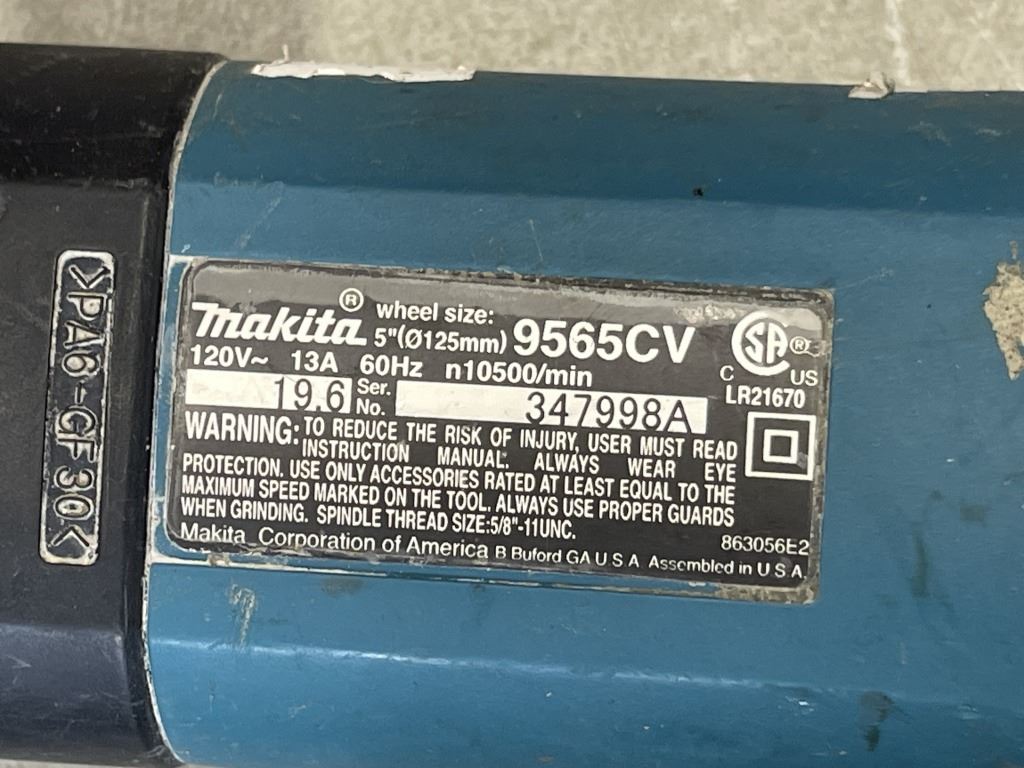 >PA6-GF30<
makita® wheel size: 5"(Ø125mm) 9565CV
120V~ 13A 60Hz n10500/min
19.6 Ser. No. 347998A
SA ®
C US
LR21670
WARNING: TO REDUCE THE RISK OF INJURY, USER MUST READ
INSTRUCTION MANUAL. ALWAYS WEAR EYE
PROTECTION. USE ONLY ACCESSORIES RATED AT LEAST EQUAL TO THE
MAXIMUM SPEED MARKED ON THE TOOL. ALWAYS USE PROPER GUARDS
WHEN GRINDING. SPINDLE THREAD SIZE:5/8"-11UNC.
863056E2
Makita Corporation of America B Buford GA U S A Assembled in U S A